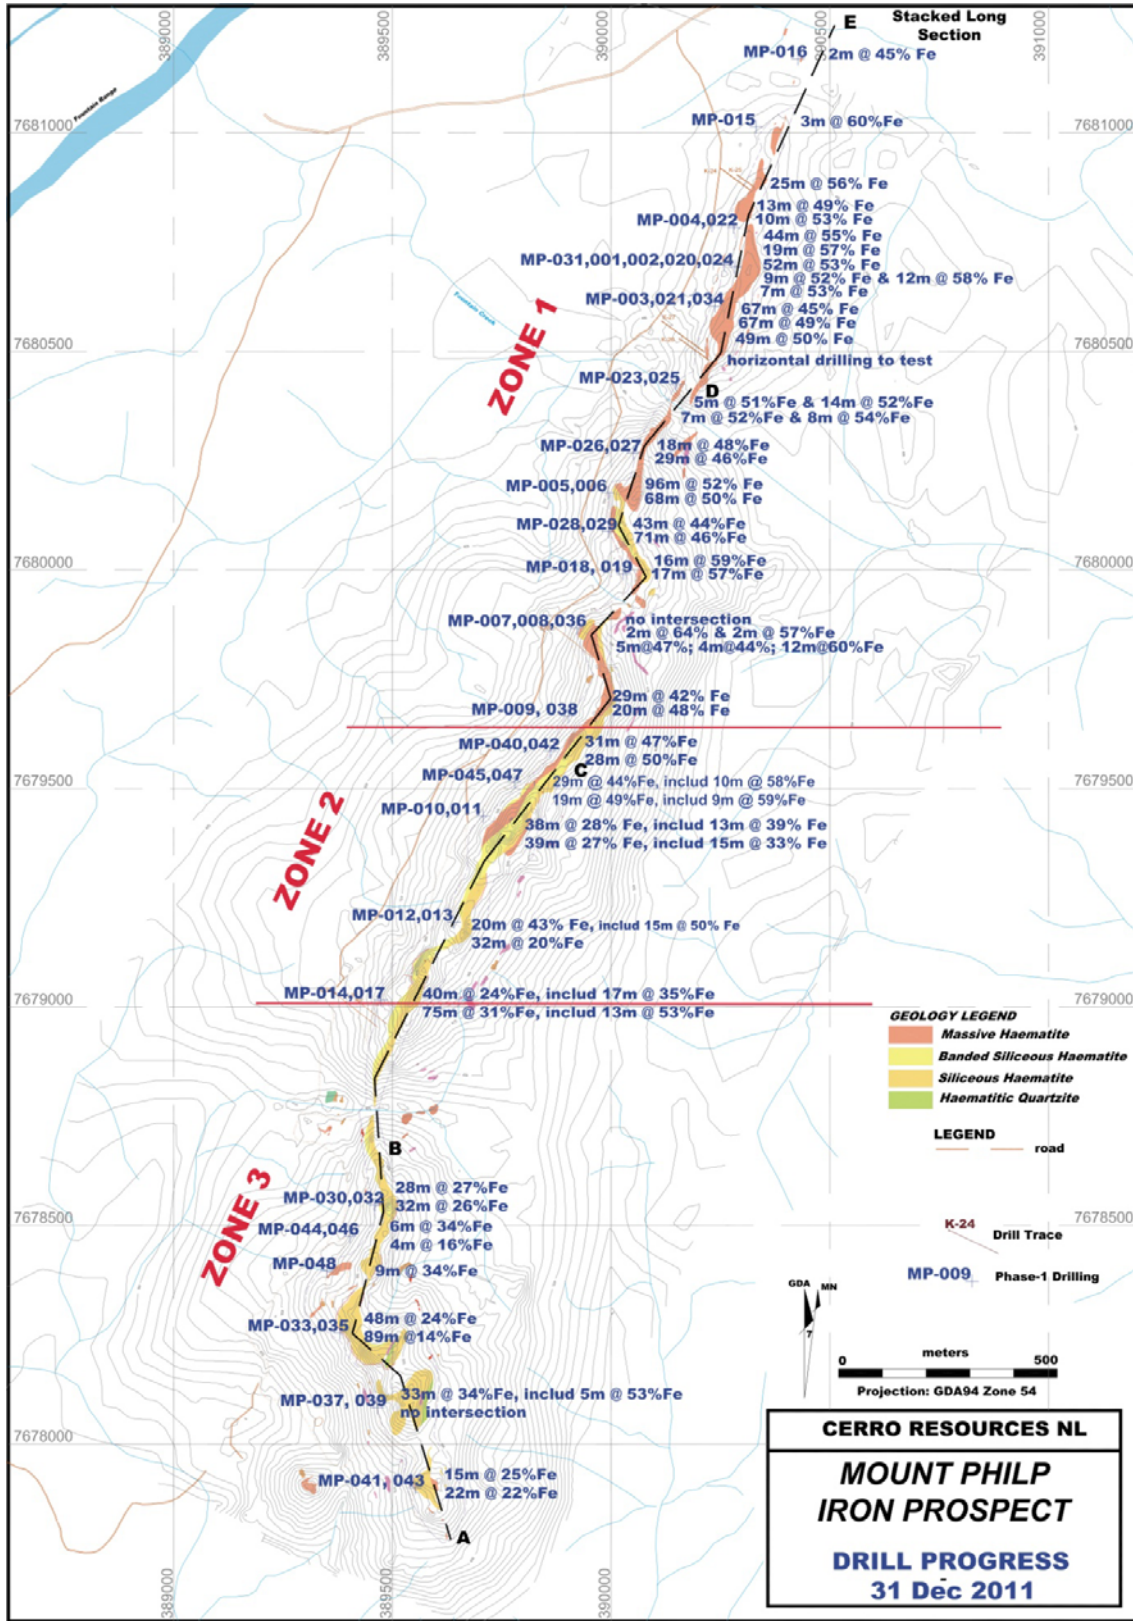 389000
389500
390000
390500
391000
E
Stacked Long
Section
MP-016
2m @ 45% Fe
Fountain Range
7681000
MP-015
3m @ 60%Fe
7681000
25m @ 56% Fe
13m @ 49% Fe
MP-004,022
10m @ 53% Fe
44m @ 55% Fe
19m @ 57% Fe
MP-031,001,002,020,024
52m @ 53% Fe
9m @ 52% Fe & 12m @ 58% Fe
7m @ 53% Fe
MP-003,021,034
Fountain Creek
67m @ 45% Fe
67m @ 49% Fe
49m @ 50% Fe
ZONE 1
7680500
7680500
horizontal drilling to test
MP-023,025
D
5m @ 51%Fe & 14m @ 52%Fe
7m @ 52%Fe & 8m @ 54%Fe
MP-026,027
18m @ 48%Fe
29m @ 46%Fe
MP-005,006
96m @ 52% Fe
68m @ 50% Fe
MP-028,029
43m @ 44%Fe
71m @ 46%Fe
MP-018, 019
16m @ 59%Fe
17m @ 57%Fe
7680000
7680000
MP-007,008,036
no intersection
2m @ 64% & 2m @ 57%Fe
5m@47%; 4m@44%; 12m@60%Fe
29m @ 42% Fe
MP-009, 038
20m @ 48% Fe
MP-040,042
31m @ 47%Fe
28m @ 50%Fe
C
MP-045,047
29m @ 44%Fe, includ 10m @ 58%Fe
19m @ 49%Fe, includ 9m @ 59%Fe
7679500
7679500
MP-010,011
38m @ 28% Fe, includ 13m @ 39% Fe
39m @ 27% Fe, includ 15m @ 33% Fe
ZONE 2
MP-012,013
20m @ 43% Fe, includ 15m @ 50% Fe
32m @ 20%Fe
MP-014,017
40m @ 24%Fe, includ 17m @ 35%Fe
7679000
7679000
75m @ 31%Fe, includ 13m @ 53%Fe
GEOLOGY LEGEND
Massive Haematite
Banded Siliceous Haematite
Siliceous Haematite
Haematitic Quartzite
LEGEND
road
B
ZONE 3
MP-030,032
28m @ 27%Fe
32m @ 26%Fe
MP-044,046
6m @ 34%Fe
4m @ 16%Fe
7678500
7678500
K-24
Drill Trace
MP-048
9m @ 34%Fe
MP-009
Phase-1 Drilling
GDA
MN
7
MP-033,035
48m @ 24%Fe
89m @14%Fe
meters
0
500
Projection: GDA94 Zone 54
MP-037, 039
33m @ 34%Fe, includ 5m @ 53%Fe
no intersection
7678000
CERRO RESOURCES NL
MOUNT PHILP
IRON PROSPECT
DRILL PROGRESS
-
31 Dec 2011
MP-041, 043
15m @ 25%Fe
22m @ 22%Fe
A
389000
389500
390000